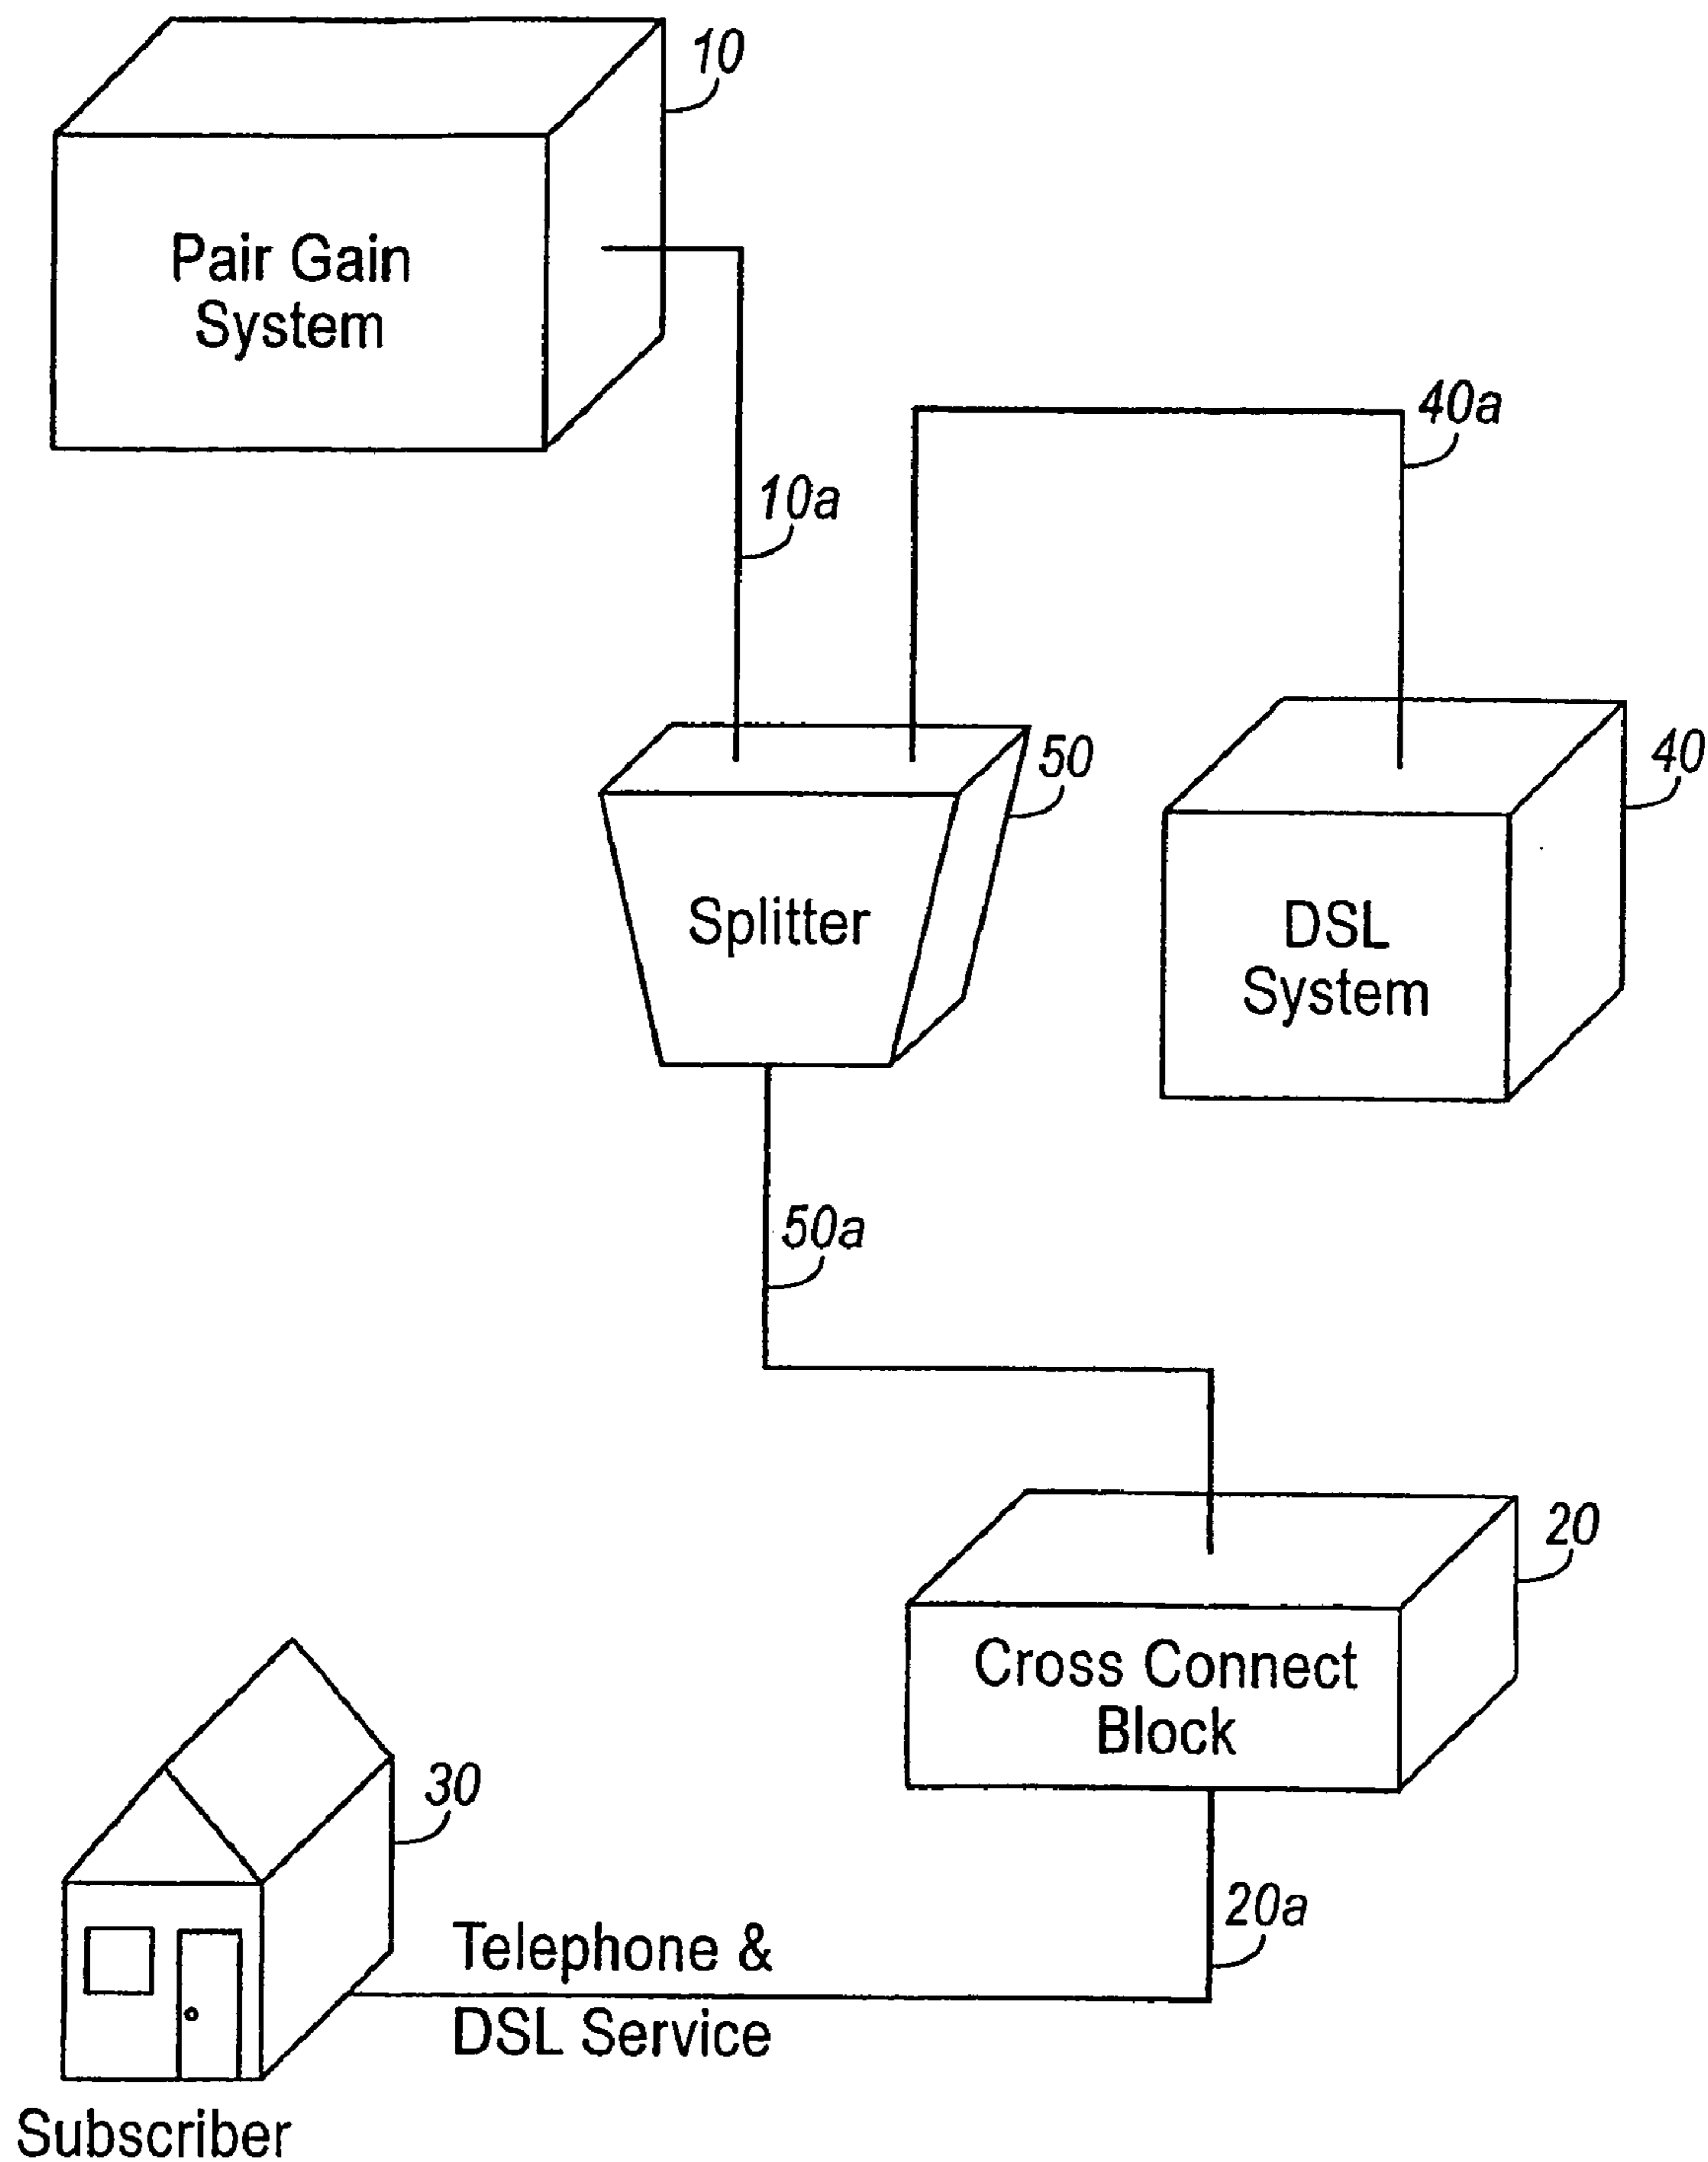 10
Pair Gain
System
40a
10a
50
40
Splitter
DSL
System
50a
20
Cross Connect
Block
30
20a
Telephone &
DSL Service
Subscriber